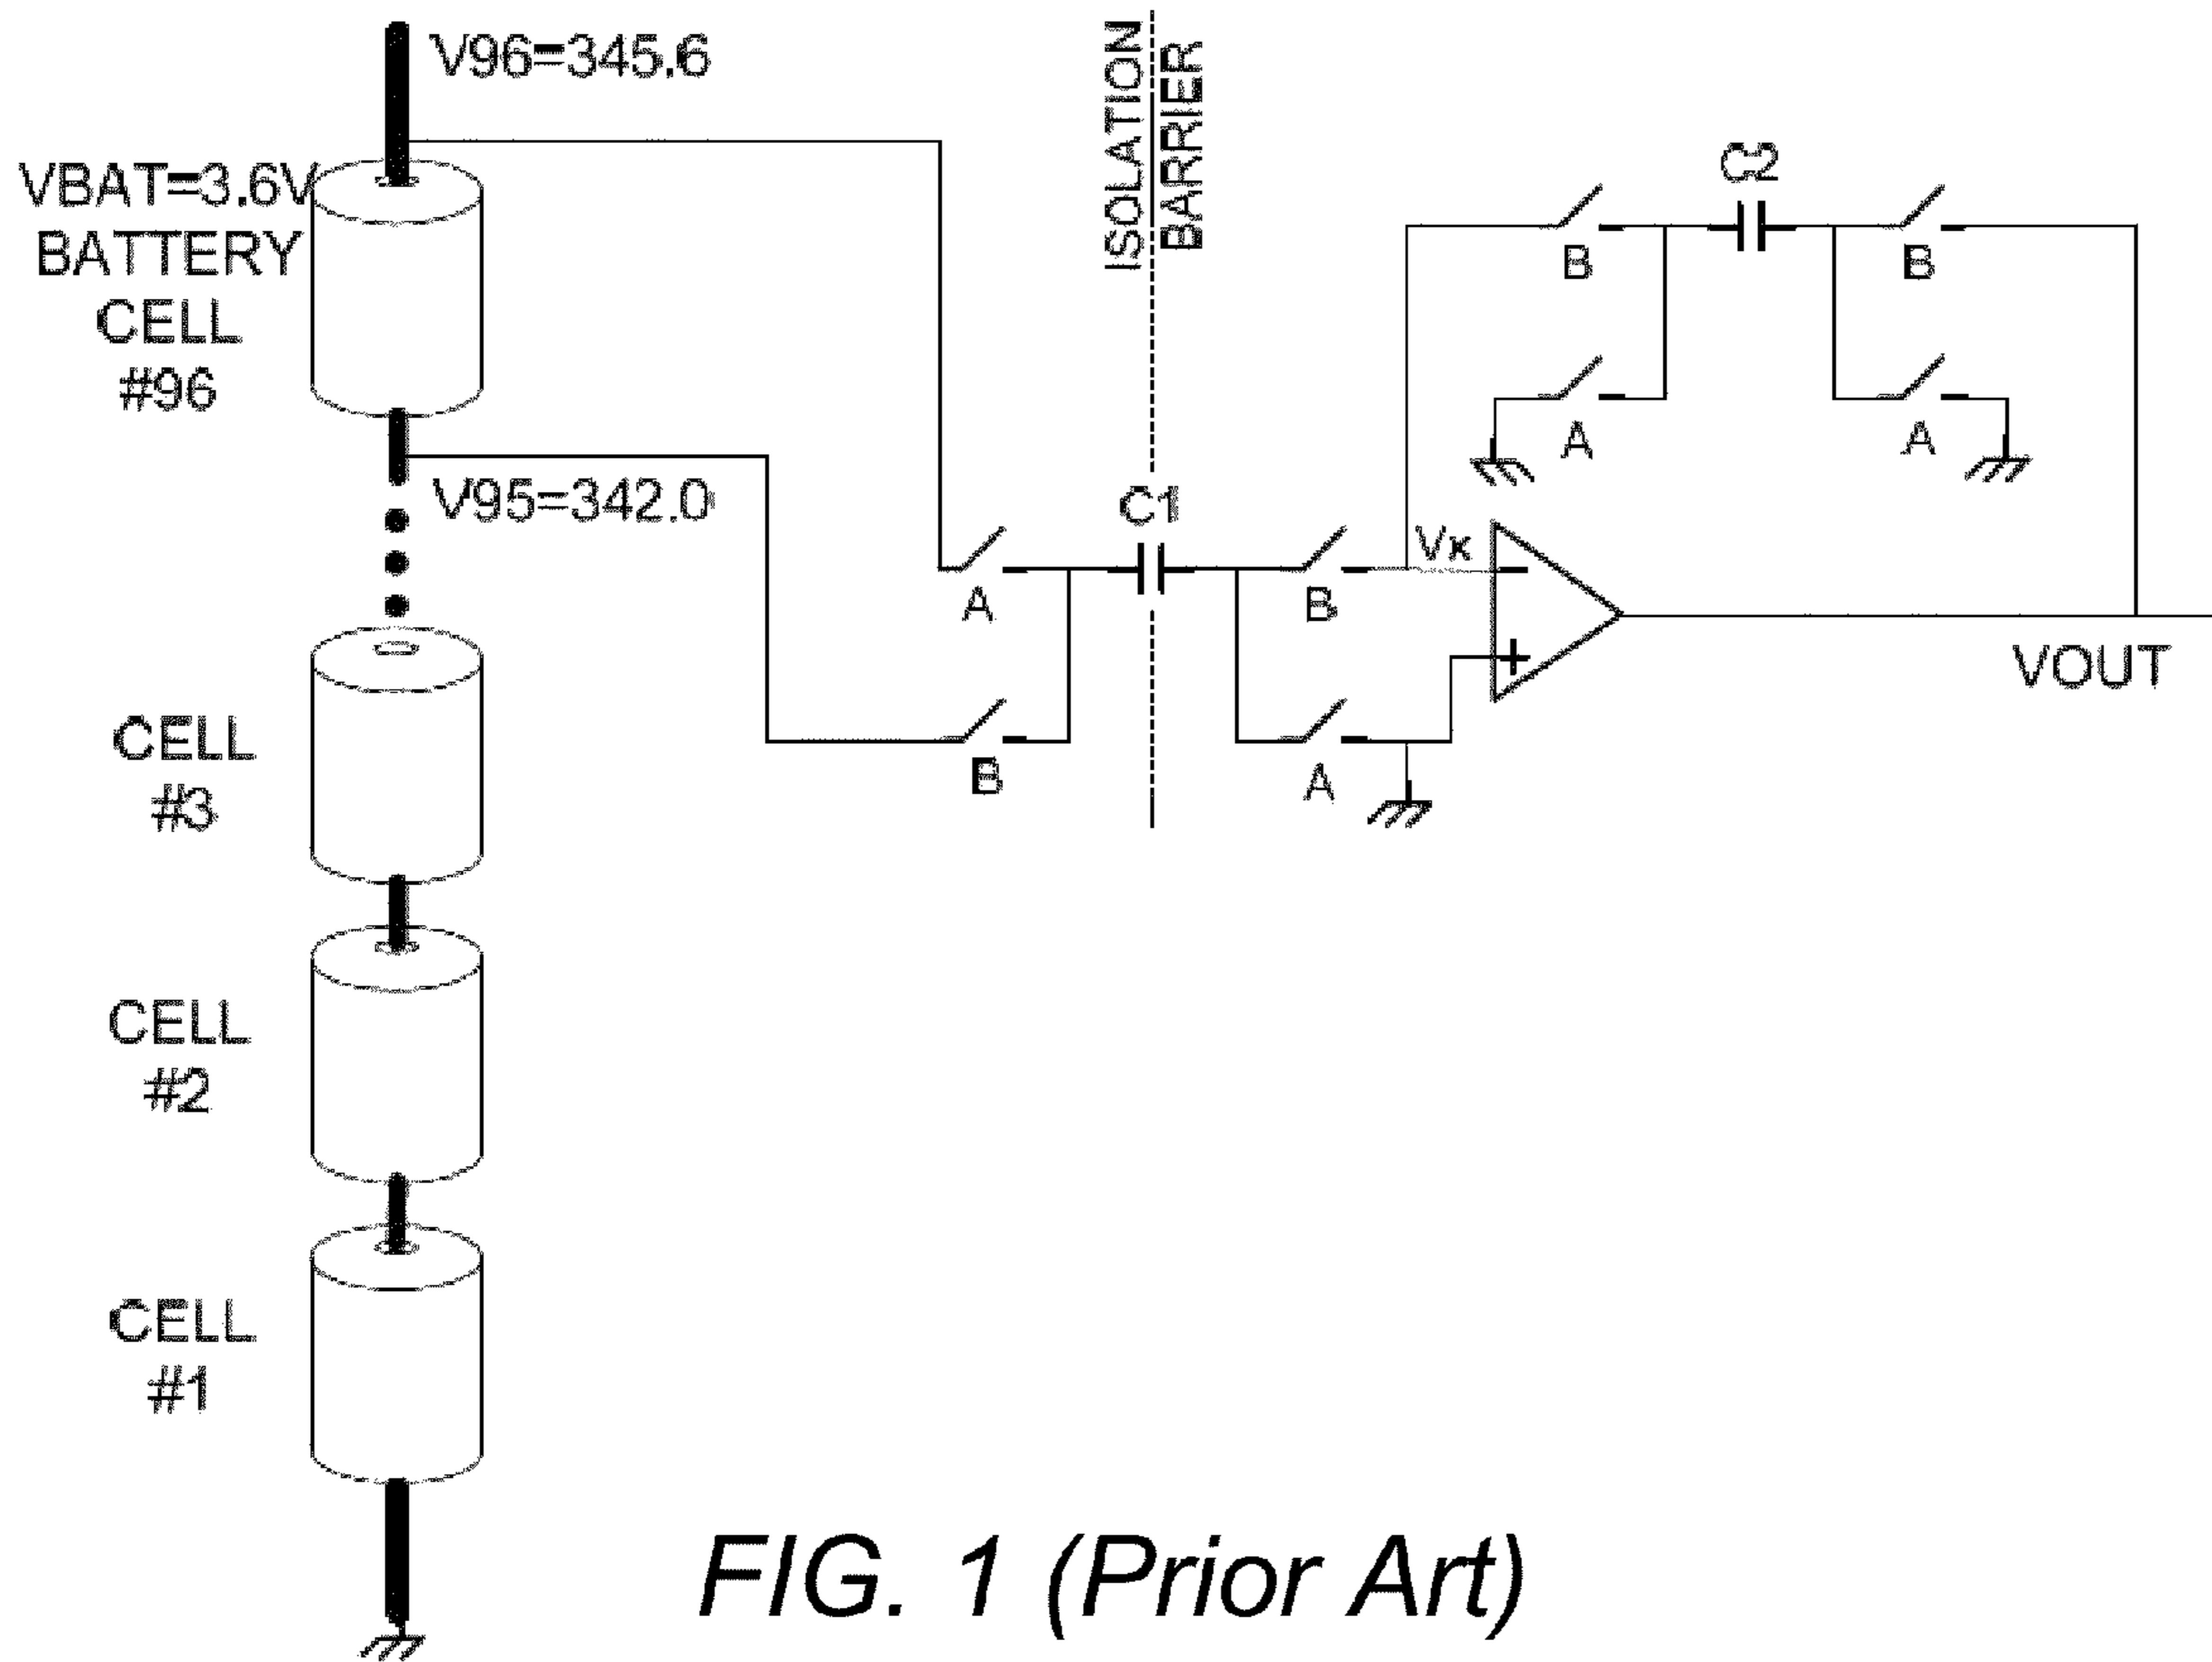 V96=345.6
VBAT=3.6V
BATTERY
CELL
#96
V95=342.0
ISOLATION
BARRIER
C2
B
B
A
A
C1
A
B
VK
B
A
VOUT
CELL
#3
CELL
#2
CELL
#1
FIG. 1 (Prior Art)